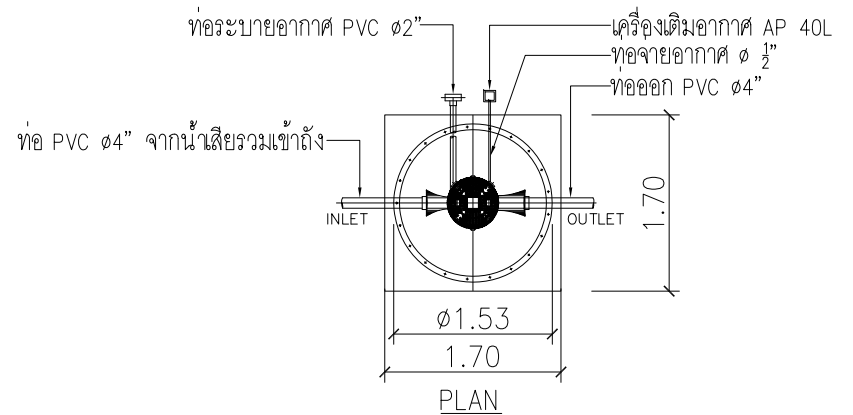 ท่อระบายอากาศ PVC ø2”
เครื่องเติมอากาศ AP 40L
ท่อจ่ายอากาศ ø ½”
ท่อออก PVC ø4”
ท่อ PVC ø4” จากน้ำเสียรวมเข้าถัง
INLET
OUTLET
1.70
ø1.53
1.70
PLAN